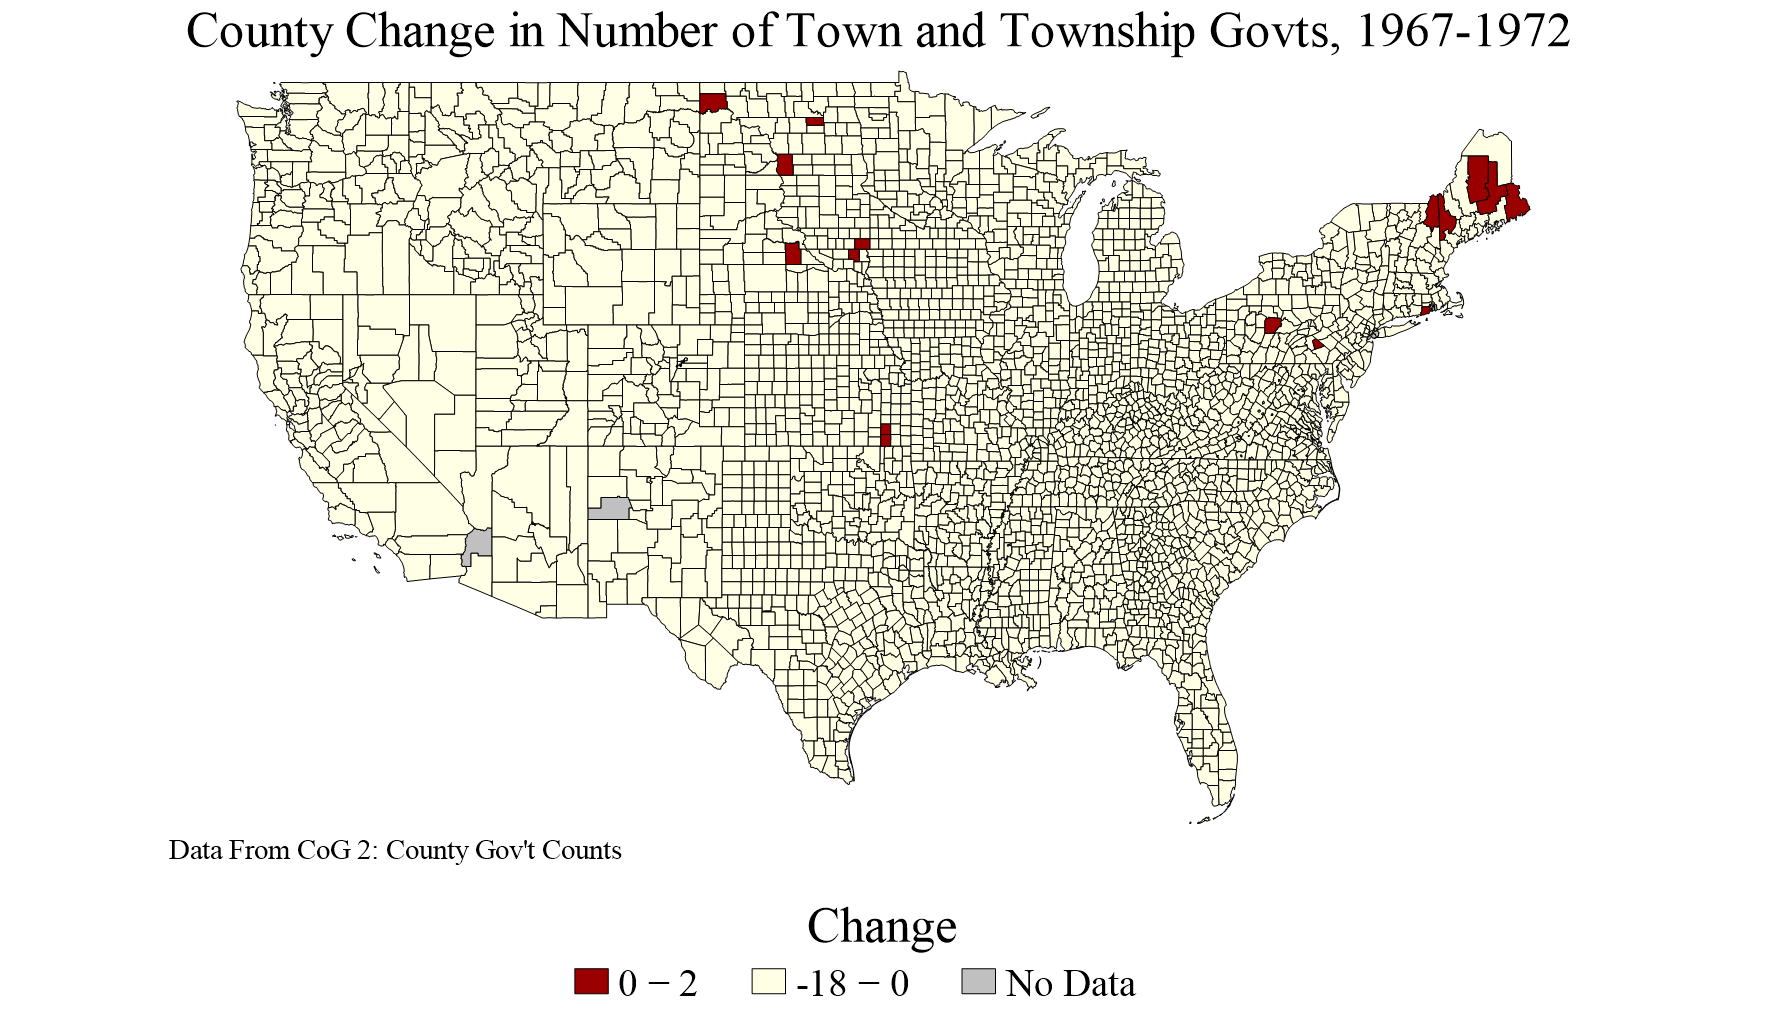 County Change in Number of Town and Township Govts, 1967-1972
Data From CoG 2: County Gov't Counts
Change
0 − 2
-18 − 0
No Data